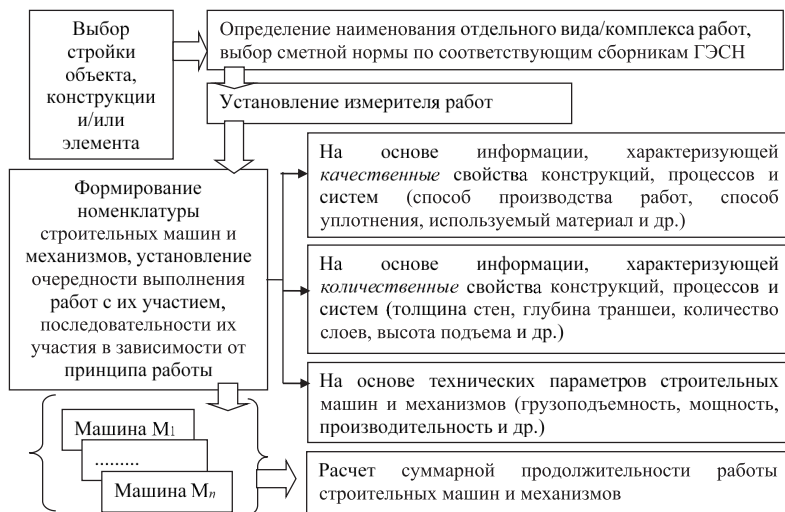 Выбор
стройки
объекта,
конструкции
и/или
элемента
Определение наименования отдельного вида/комплекса работ,
выбор сметной нормы по соответствующим сборникам ГЭСН
Установление измерителя работ
Формирование
номенклатуры
строительных машин и
механизмов, установление
очередности выполнения
работ с их участием,
последовательности их
участия в зависимости от
принципа работы
На основе информации, характеризующей
качественные свойства конструкций, процессов и
систем (способ производства работ, способ
уплотнения, используемый материал и др.)
На основе информации, характеризующей
количественные свойства конструкций, процессов и
систем (толщина стен, глубина траншеи, количество
слоев, высота подъема и др.)
На основе технических параметров строительных
машин и механизмов (грузоподъемность, мощность,
производительность и др.)
Машина М1
.........
Машина Мn
Расчет суммарной продолжительности работы
строительных машин и механизмов